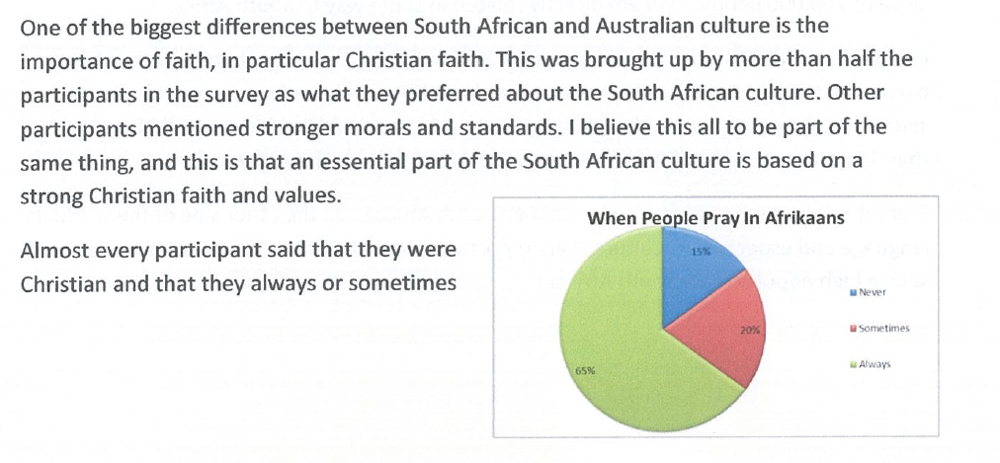 One of the biggest differences between South African and Australian culture is the
importance of faith, in particular Christian faith. This was brought up by more than half the
participants in the survey as what they preferred about the South African culture. Other
participants mentioned stronger morals and standards. I believe this all to be part of the
same thing, and this is that an essential part of the South African culture is based on a
strong Christian faith and values.
Almost every participant said that they were
Christian and that they always or sometimes
When People Pray In Afrikaans
15%
20%
65%
Never
Sometimes
Always